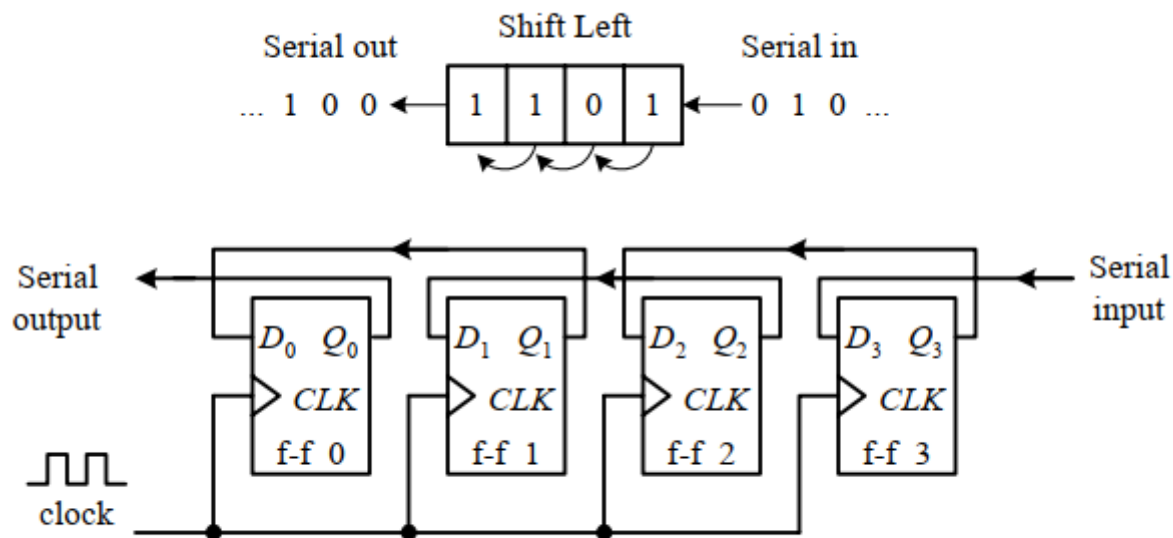 Shift Left
Serial out
Serial in
... 1 0 0
1 1 0 1
0 1 0 ...
Serial
output
Serial
input
D0 Q0
D1 Q1
D2 Q2
D3 Q3
CLK
CLK
CLK
CLK
f-f 0
f-f 1
f-f 2
f-f 3
clock